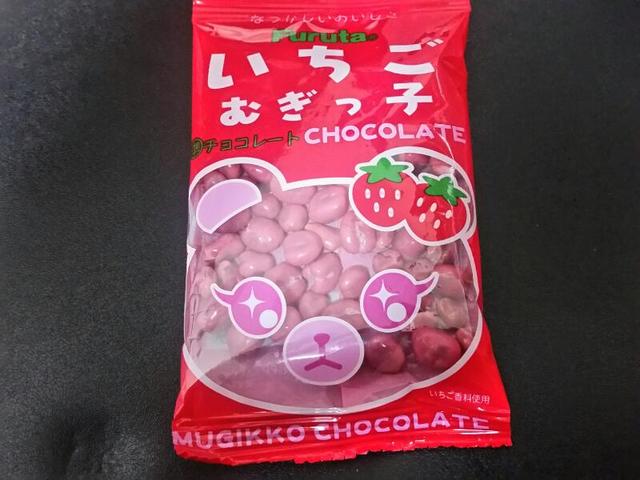 なつかしいおいしさ
Furuta
いちご
むぎっ子
準チョコレート CHOCOLATE
いちご香料使用
MUGIKKO CHOCOLATE